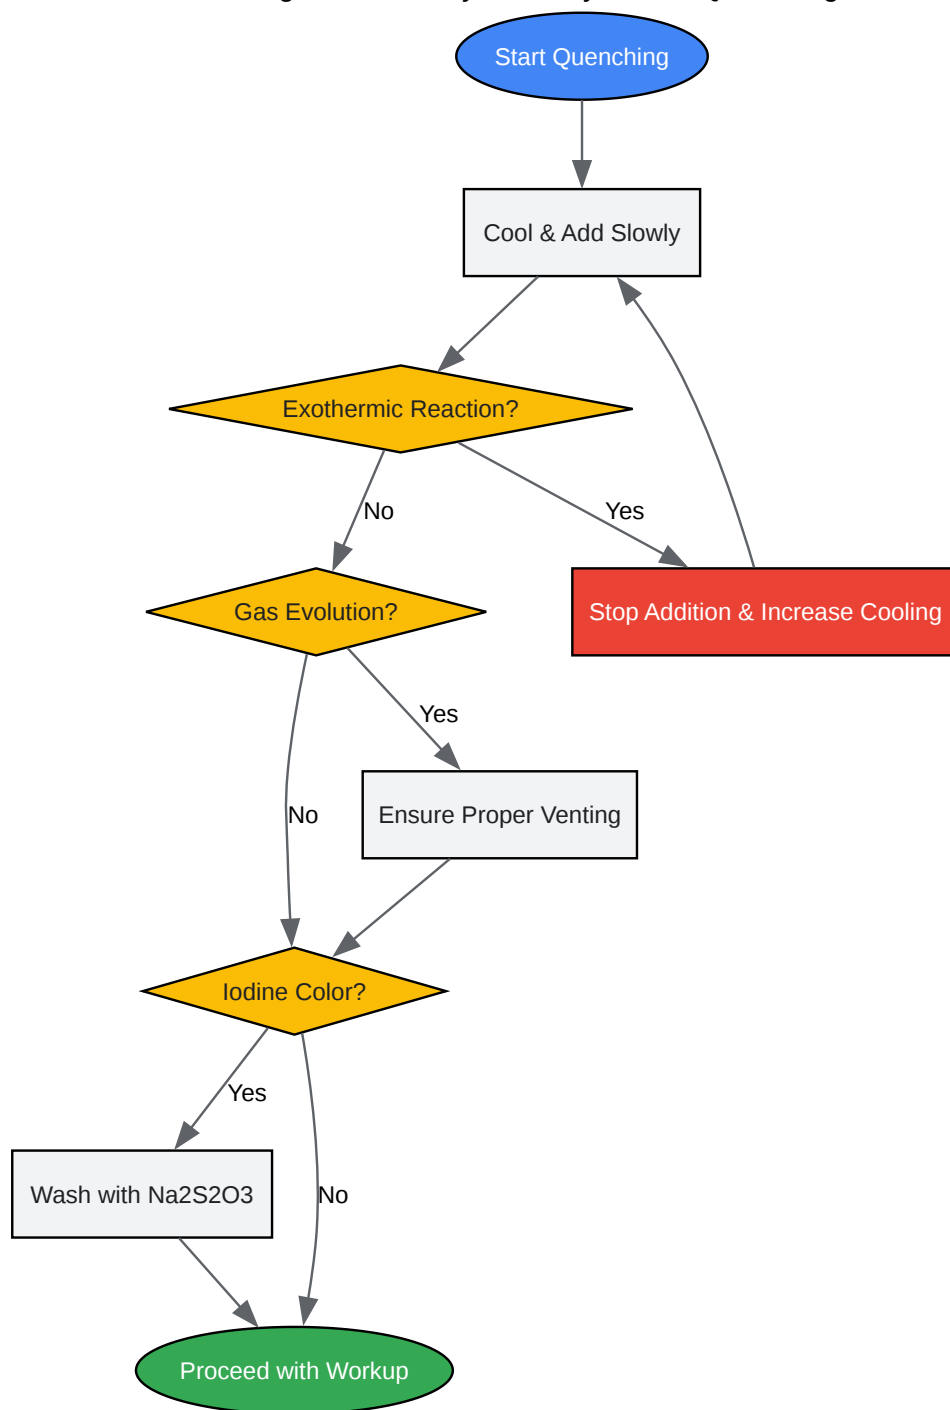 Start Quenching
Cool & Add Slowly
Exothermic Reaction?
No
Yes
Gas Evolution?
Stop Addition & Increase Cooling
Yes
No
Ensure Proper Venting
Iodine Color?
Yes
Wash with Na2S2O3
No
Proceed with Workup